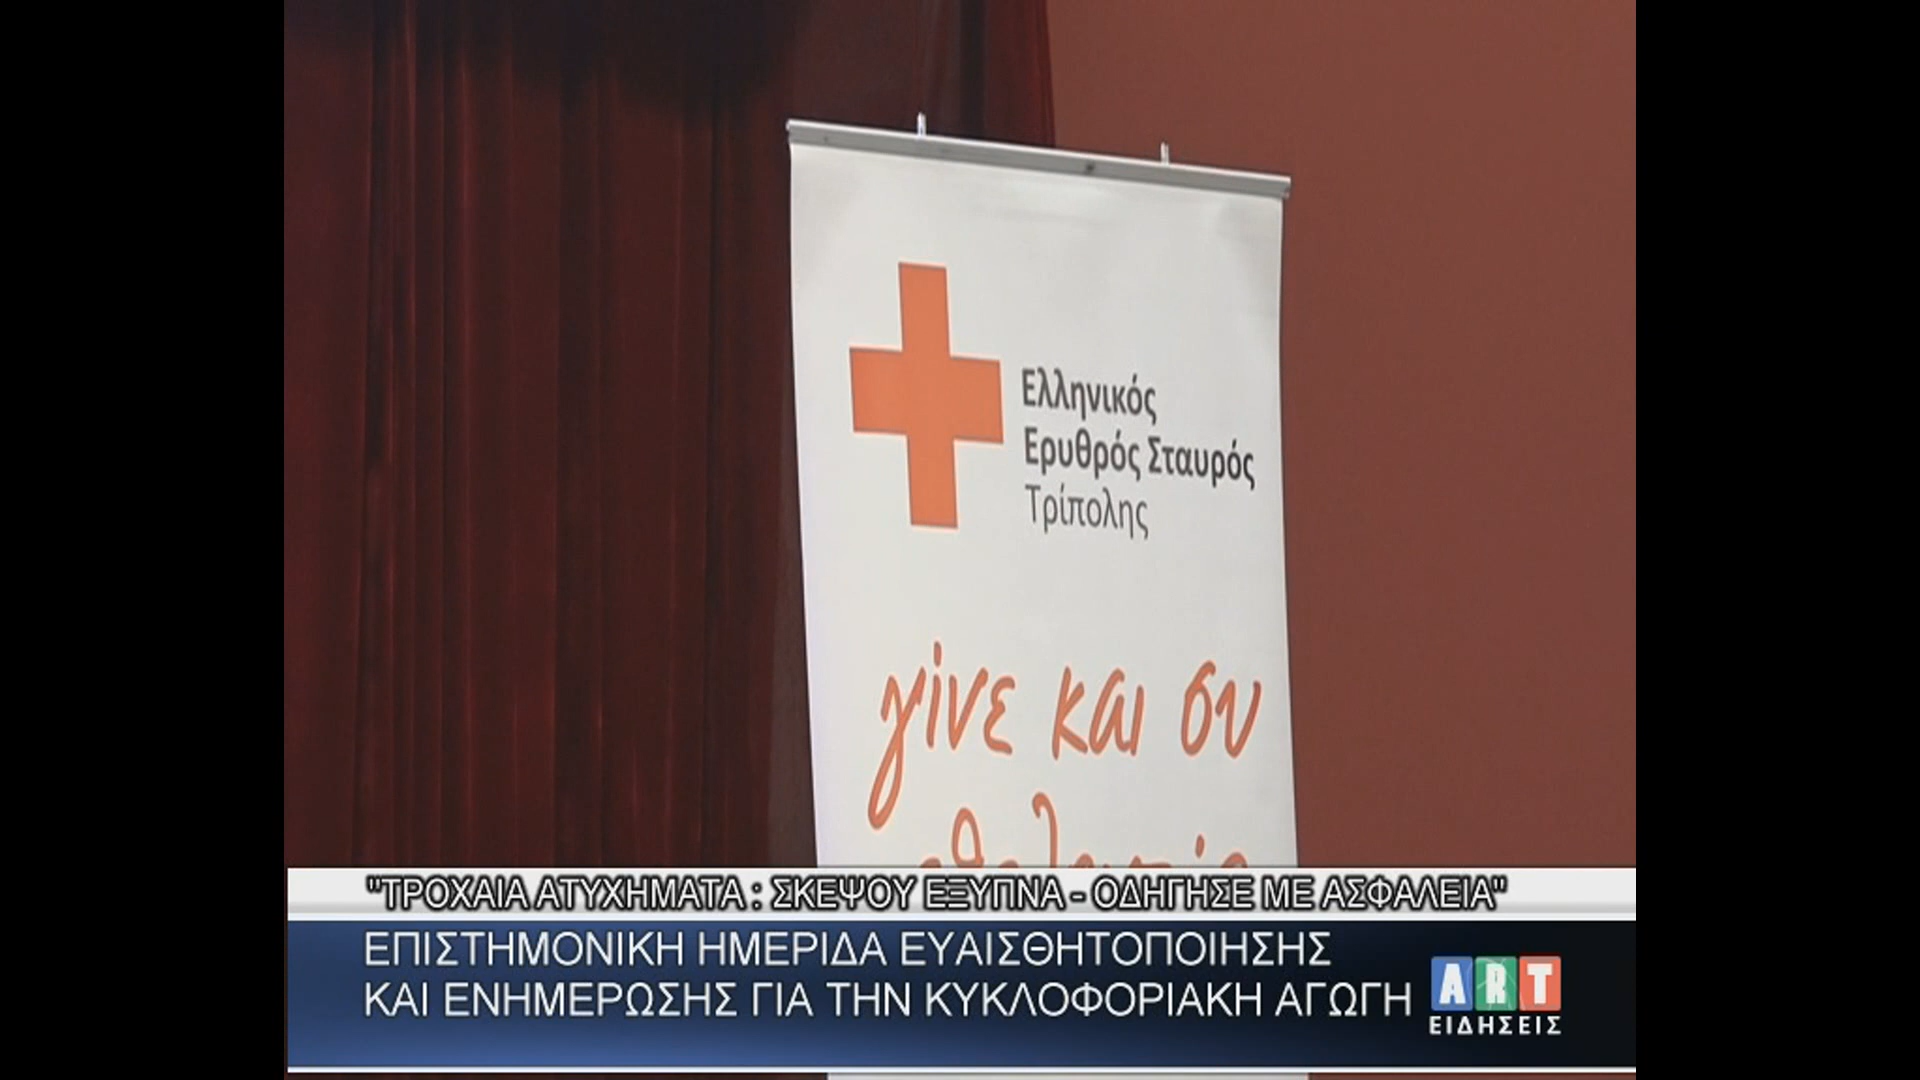 Ελληνικός
Ερυθρός Σταυρός
Τρίπολης
γίνε και συ
"ΤΡΟΧΑΙΑ ΑΤΥΧΗΜΑΤΑ : ΣΚΕΨΟΥ ΕΞΥΠΝΑ - ΟΔΗΓΗΣΕ ΜΕ ΑΣΦΑΛΕΙΑ"
ΕΠΙΣΤΗΜΟΝΙΚΗ ΗΜΕΡΙΔΑ ΕΥΑΙΣΘΗΤΟΠΟΙΗΣΗΣ
ΚΑΙ ΕΝΗΜΕΡΩΣΗΣ ΓΙΑ ΤΗΝ ΚΥΚΛΟΦΟΡΙΑΚΗ ΑΓΩΓΗ
ART
ΕΙΔΗΣΕΙΣ